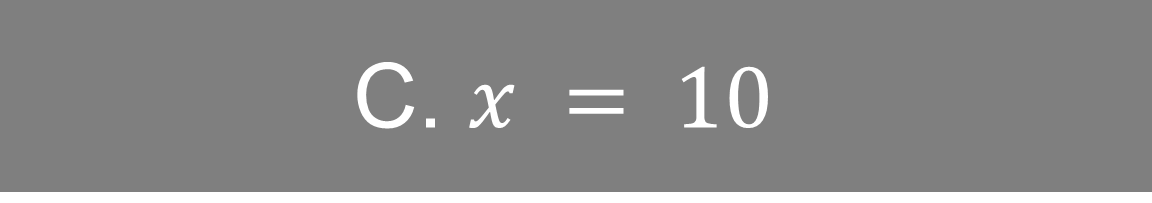 C. x = 10